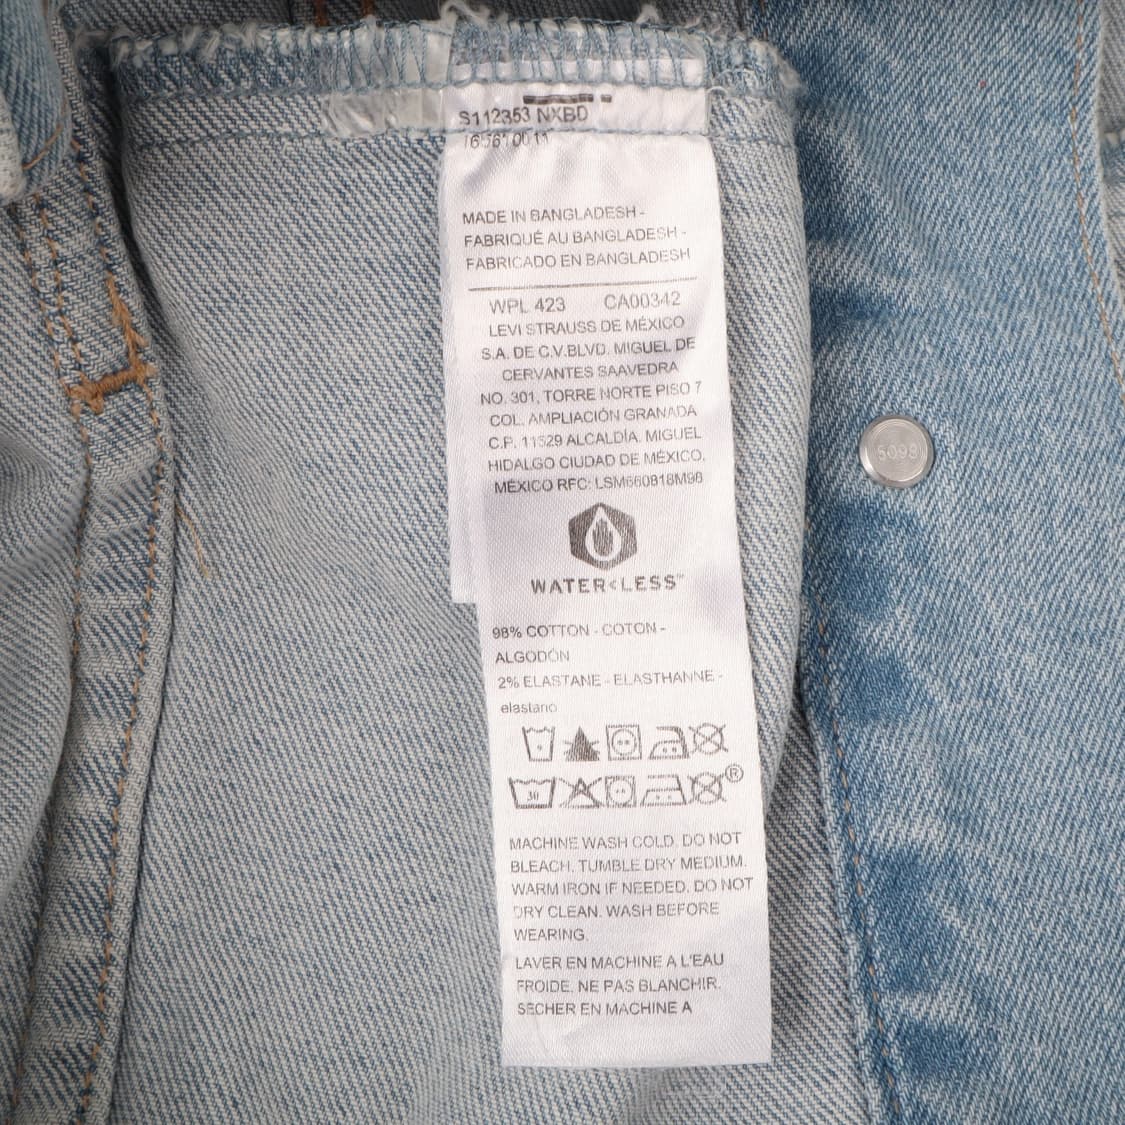 S112353 NXBD
MADE IN BANGLADESH -
FABRIQUÉ AU BANGLADESH -
FABRICADO EN BANGLADESH
WPL 423 CA00342
LEVI STRAUSS DE MÉXICO
S.A. DE C.V.BLVD. MIGUEL DE
CERVANTES SAAVEDRA
NO. 301, TORRE NORTE PISO 7
COL. AMPLIACIÓN GRANADA
C.P. 11529 ALCALDÍA. MIGUEL
HIDALGO CIUDAD DE MÉXICO,
MÉXICO RFC: LSM660818M98
5098
WATER<LESS™
98% COTTON - COTON -
ALGODÓN
2% ELASTANE - ELASTHANNE -
elastano
30
®
MACHINE WASH COLD. DO NOT
BLEACH. TUMBLE DRY MEDIUM.
WARM IRON IF NEEDED. DO NOT
DRY CLEAN. WASH BEFORE
WEARING.
LAVER EN MACHINE A L'EAU
FROIDE. NE PAS BLANCHIR.
SECHER EN MACHINE A